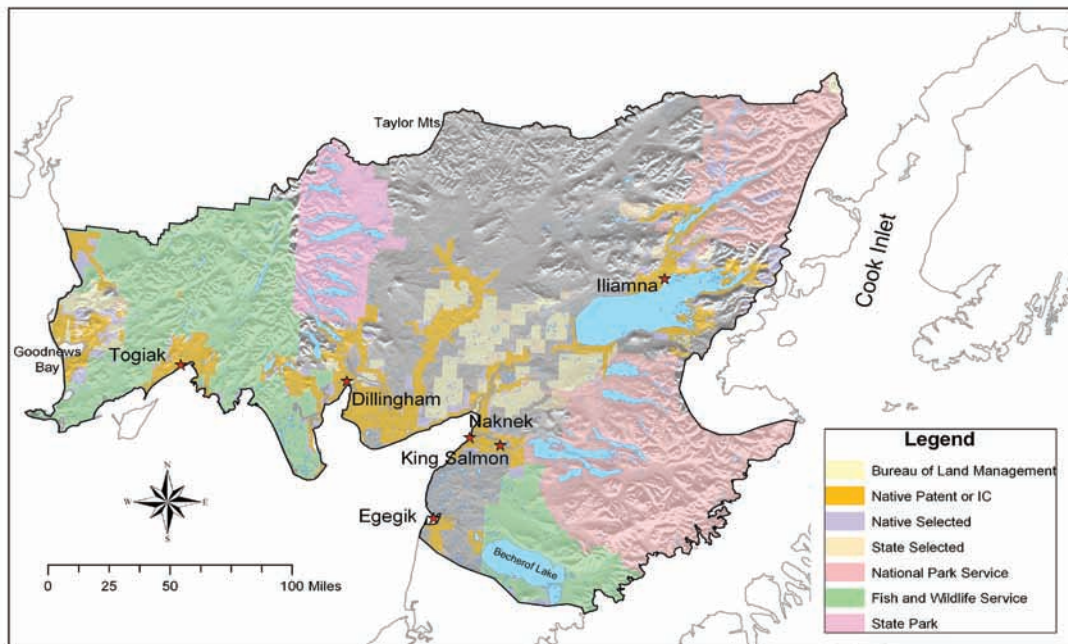 Taylor Mts
Cook Inlet
Iliamna
Goodnews
Bay
Togiak
Dillingham
Naknek
King Salmon
Egegik
Becherof Lake
N
W
E
S
0
25
50
100 Miles
Legend
Bureau of Land Management
Native Patent or IC
Native Selected
State Selected
National Park Service
Fish and Wildlife Service
State Park